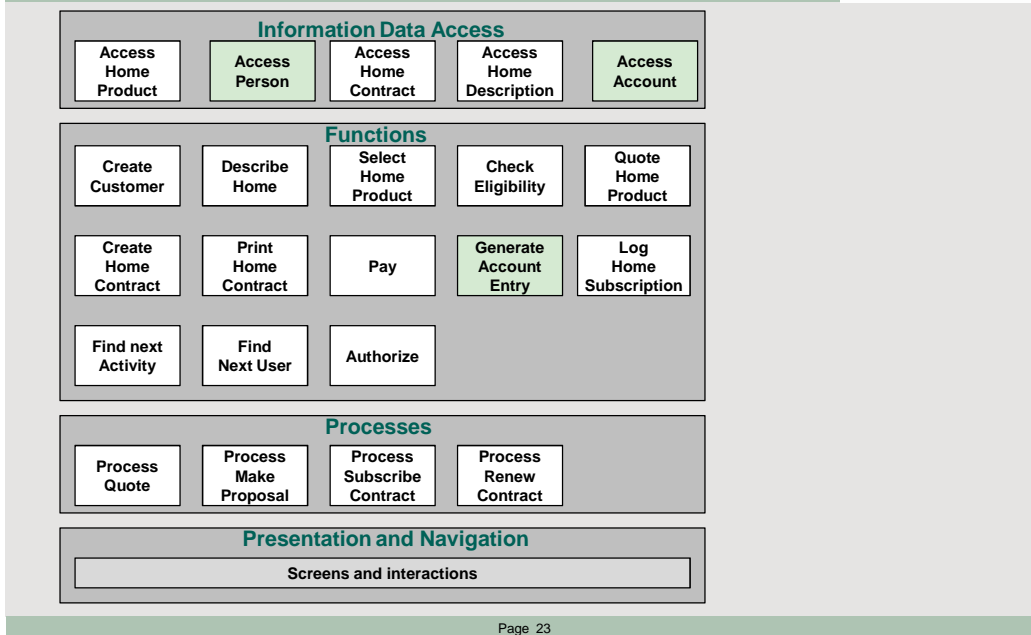 Information Data Access
Access
Home
Product
Access
Person
Access
Home
Contract
Access
Home
Description
Access
Account
Functions
Create
Customer
Describe
Home
Select
Home
Product
Check
Eligibility
Quote
Home
Product
Create
Home
Contract
Print
Home
Contract
Pay
Generate
Account
Entry
Log
Home
Subscription
Find next
Activity
Find
Next User
Authorize
Processes
Process
Quote
Process
Make
Proposal
Process
Subscribe
Contract
Process
Renew
Contract
Presentation and Navigation
Screens and interactions
Page 23